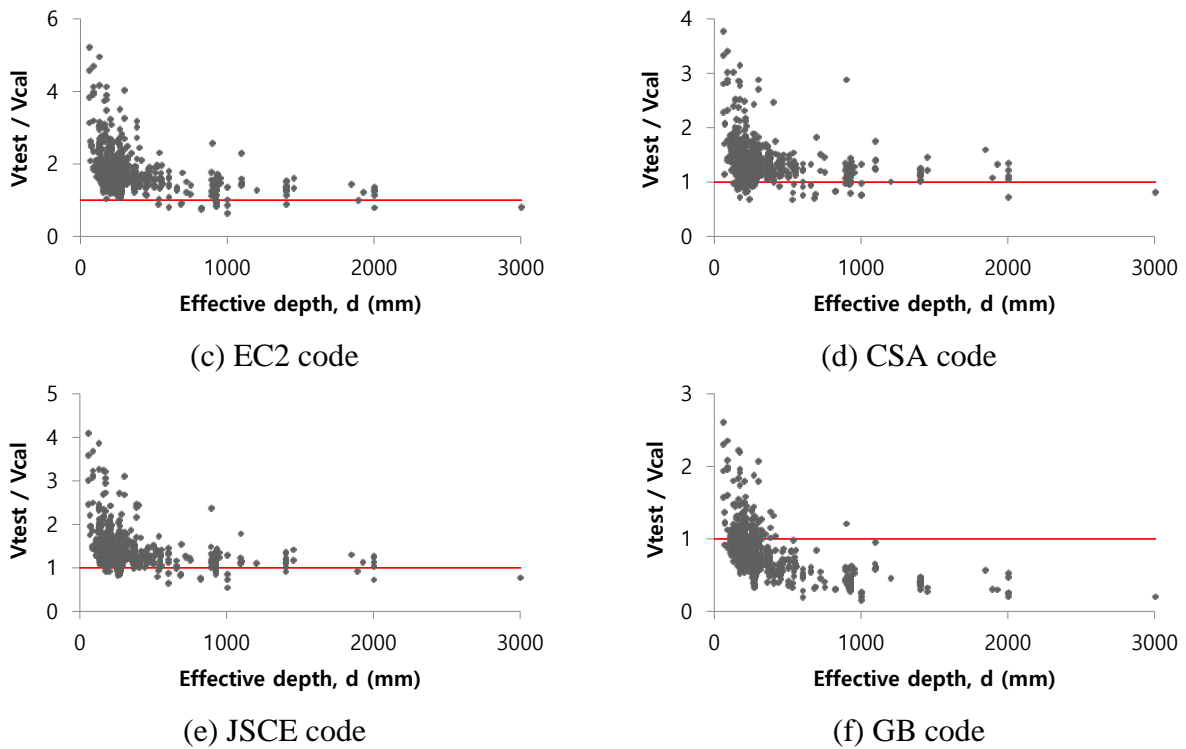 Vtest / Vcal
6
4
2
0
0 1000 2000 3000
Effective depth, d (mm)
(c) EC2 code
Vtest / Vcal
4
3
2
1
0
0 1000 2000 3000
Effective depth, d (mm)
(d) CSA code
Vtest / Vcal
5
4
3
2
1
0
0 1000 2000 3000
Effective depth, d (mm)
(e) JSCE code
Vtest / Vcal
3
2
1
0
0 1000 2000 3000
Effective depth, d (mm)
(f) GB code